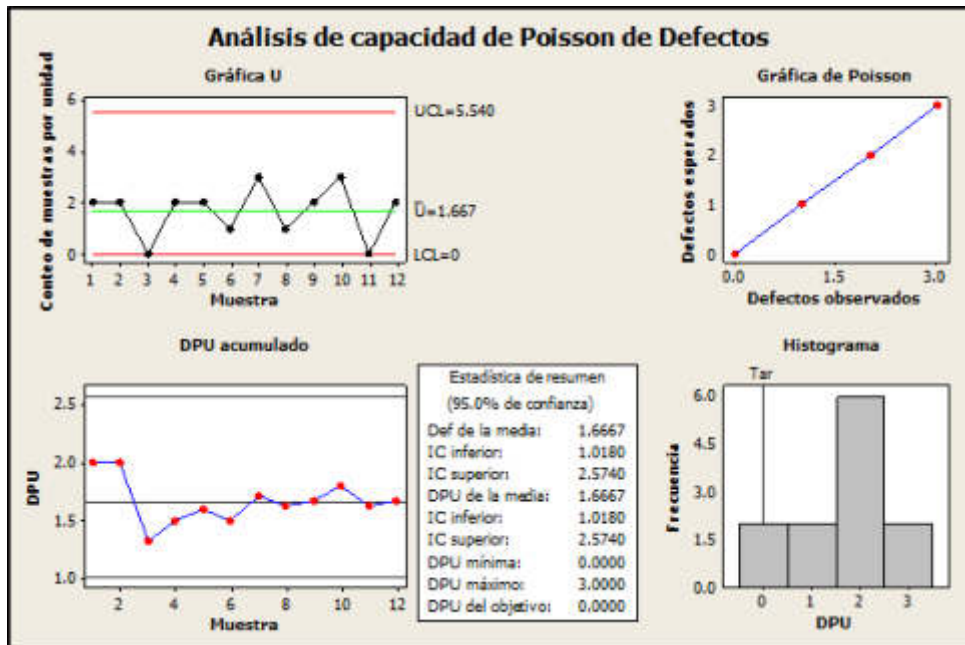 Análisis de capacidad de Poisson de Defectos
Gráfica U
Conteo de muestras por unidad
6
4
2
0
UCL=5.540
Ū=1.667
LCL=0
1 2 3 4 5 6 7 8 9 10 11 12
Muestra
Gráfica de Poisson
Defectos esperados
3
2
1
0
0.0 1.5 3.0
Defectos observados
DPU acumulado
DPU
2.5
2.0
1.5
1.0
2 4 6 8 10 12
Muestra
Estadística de resumen
(95.0% de confianza)
Def de la media: 1.6667
IC inferior: 1.0180
IC superior: 2.5740
DPU de la media: 1.6667
IC inferior: 1.0180
IC superior: 2.5740
DPU mínima: 0.0000
DPU máximo: 3.0000
DPU del objetivo: 0.0000
Histograma
Tar
Frecuencia
6.0
4.5
3.0
1.5
0.0
0 1 2 3
DPU